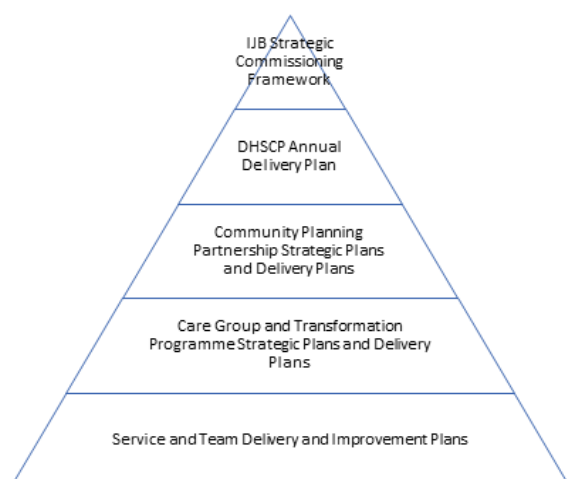 IJB Strategic
Commissioning
Framework
DHSCP Annual
Delivery Plan
Community Planning
Partnership Strategic Plans
and Delivery Plans
Care Group and Transformation
Programme Strategic Plans and Delivery
Plans
Service and Team Delivery and Improvement Plans